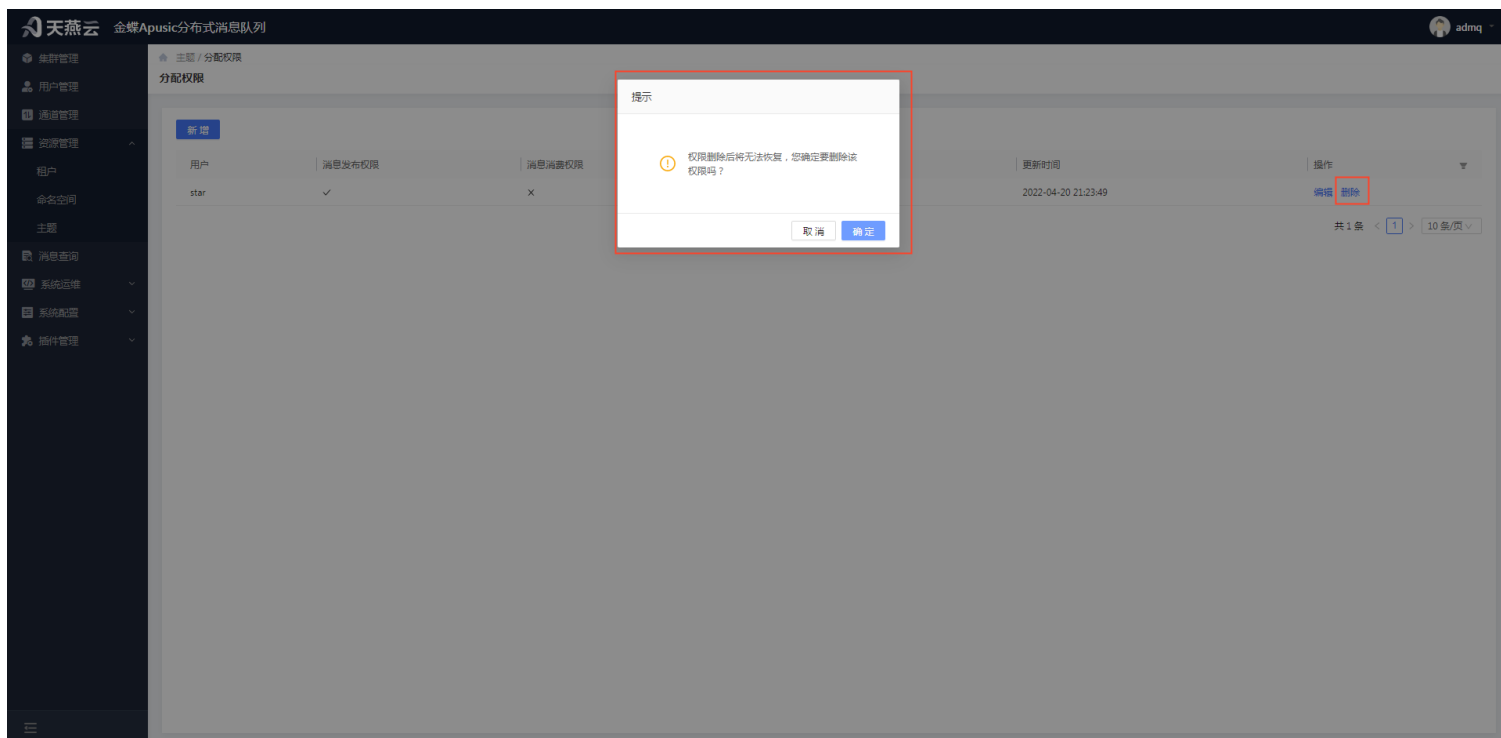 天燕云 金蝶Apusic分布式消息队列
admq
集群管理
用户管理
通道管理
资源管理
租户
命名空间
主题
消息查询
系统运维
系统配置
插件管理
主题 / 分配权限
分配权限
新增
用户 消息发布权限 消息消费权限 更新时间 操作
star 2022-04-20 21:23:49 编辑 删除
共 1 条 < 1 > 10 条/页
提示
权限删除后将无法恢复，您确定要删除该
权限吗？
取消 确定